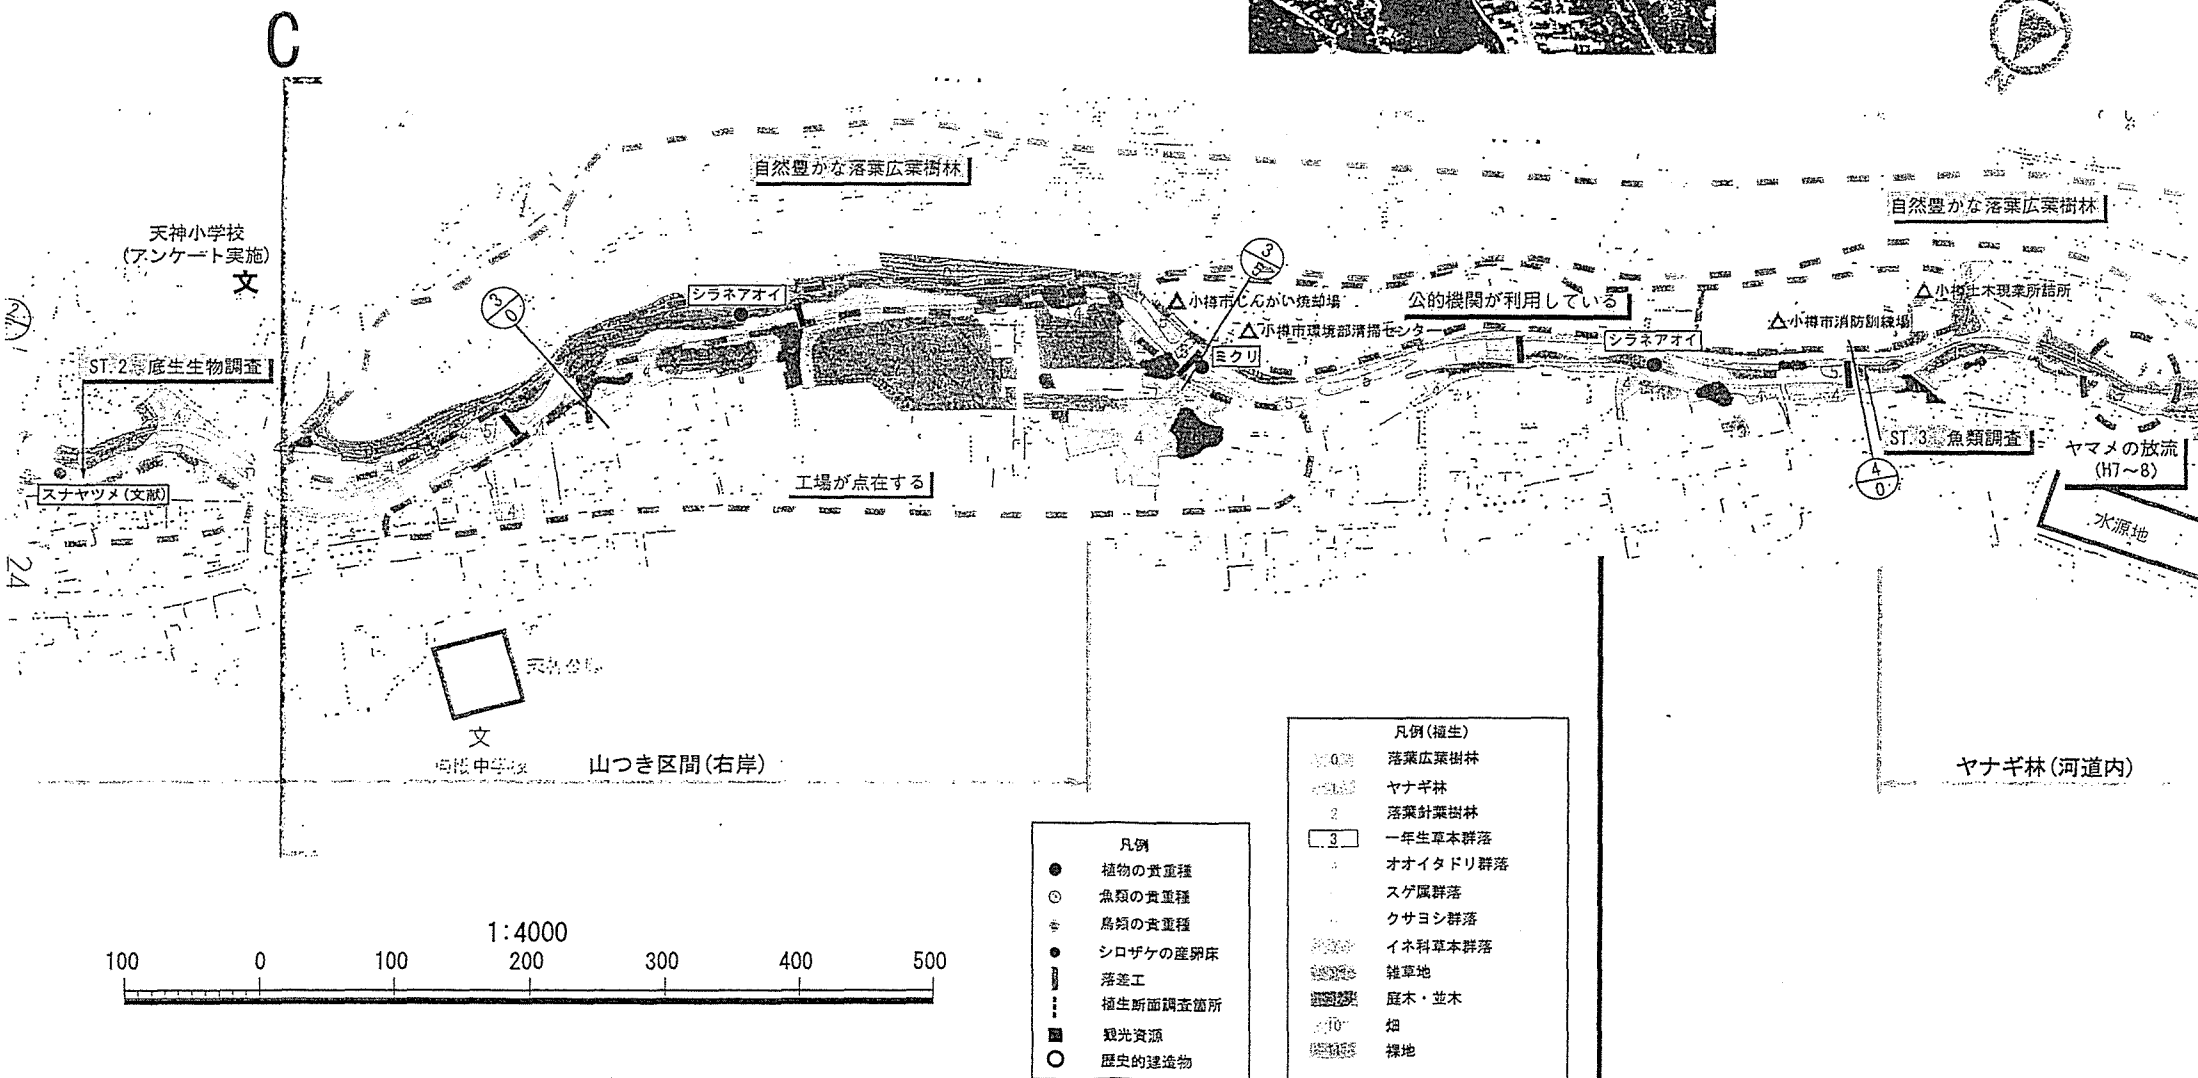 C
自然豊かな落葉広葉樹林
自然豊かな落葉広葉樹林
天神小学校
(アンケート実施)
文
3
0
シラネアオイ
3
5
小樽市じんかい焼却場
小樽市環境部清掃センター
ミクリ
公的機関が利用している
シラネアオイ
小樽市消防訓練場
小樽土木現業所詰所
ST.2 底生生物調査
スナヤツメ(文献)
工場が点在する
4
0
ST.3 魚類調査
ヤマメの放流
(H7～8)
水源地
24
文
山つき区間(右岸)
ヤナギ林(河道内)
1:4000
100 0 100 200 300 400 500
凡例
植物の貴重種
魚類の貴重種
鳥類の貴重種
シロザケの産卵床
落差工
植生断面調査箇所
観光資源
歴史的建造物
凡例(植生)
0 落葉広葉樹林
ヤナギ林
2 落葉針葉樹林
3 一年生草本群落
オオイタドリ群落
スゲ属群落
クサヨシ群落
イネ科草本群落
雑草地
庭木・並木
10 畑
裸地